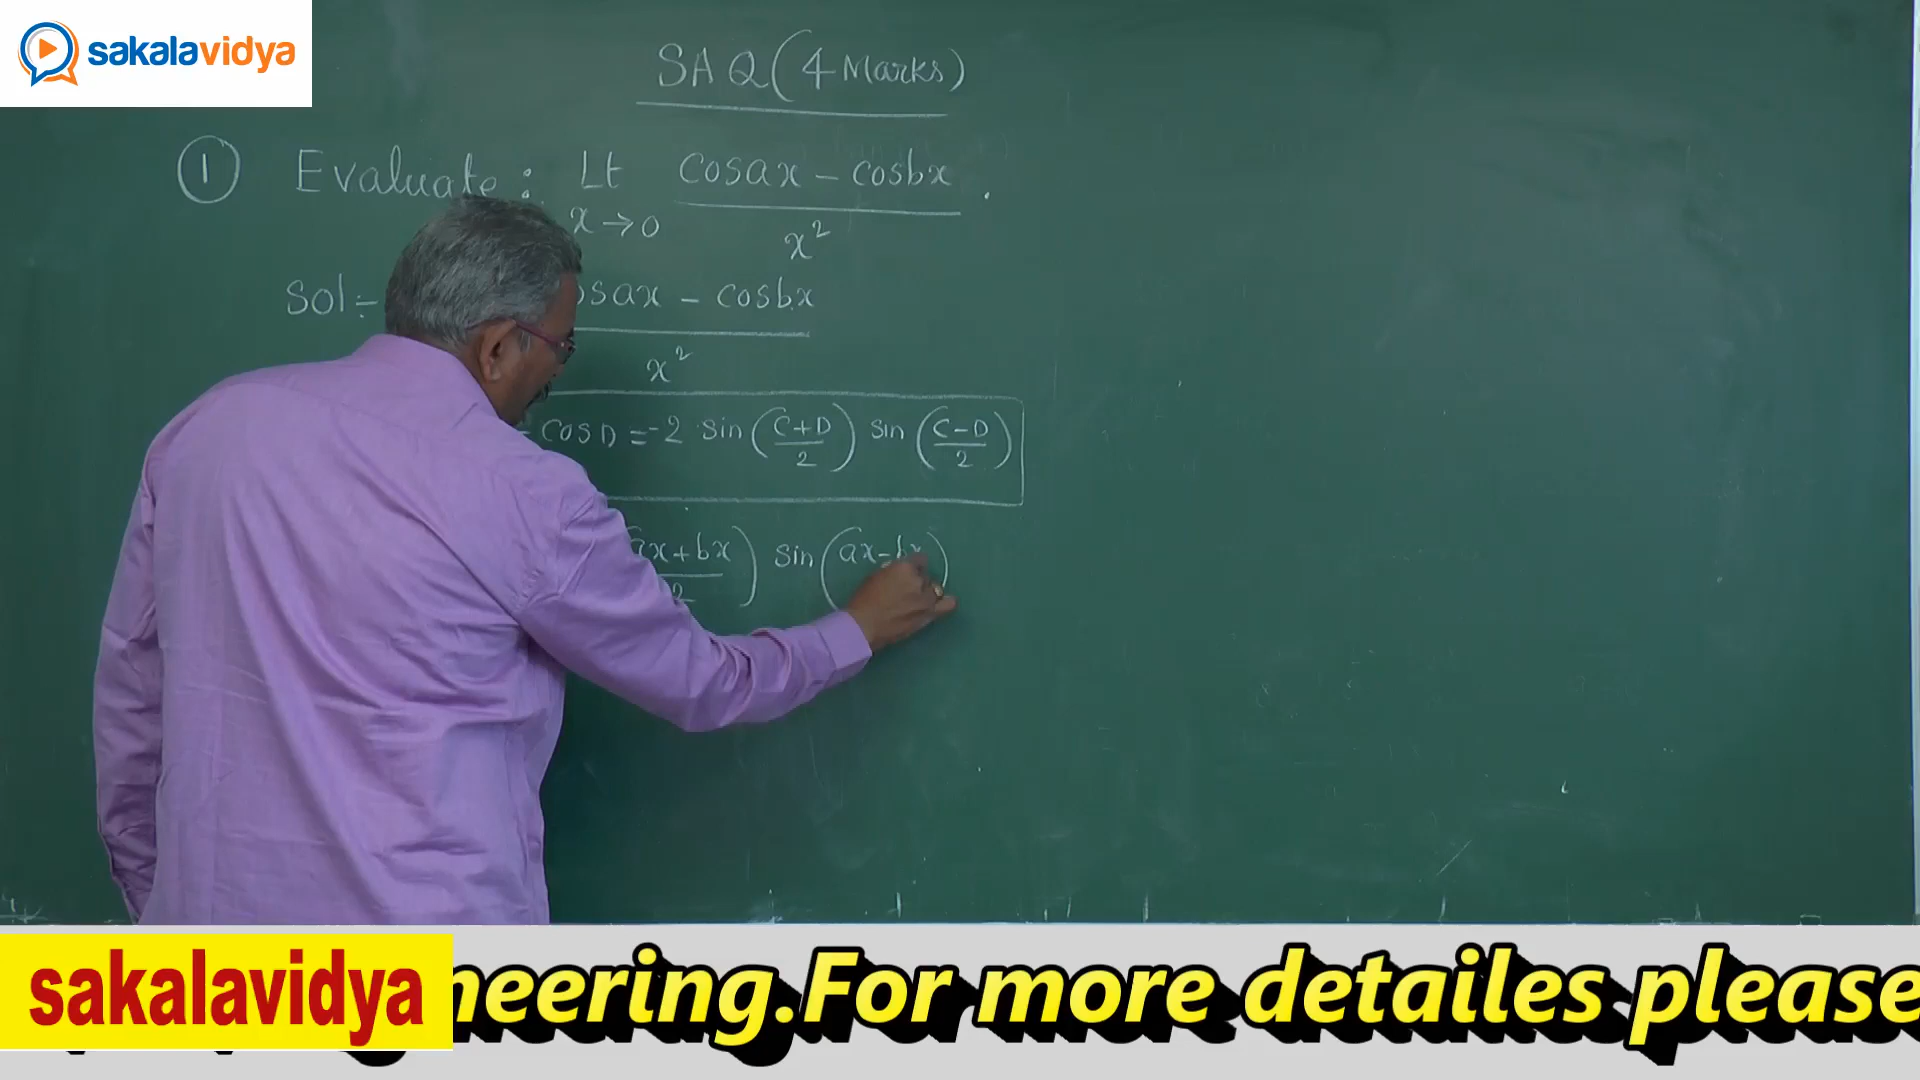 sakalavidya
SAQ (4 Marks)
1 Evaluate : Lt x→0 cosax - cosbx / x² .
Sol:- osax - cosbx / x²
- cosD = -2 sin (C+D / 2) sin (C-D / 2)
ax+bx / 2) sin (ax-bx)
sakalavidya
neering.For more detailes please